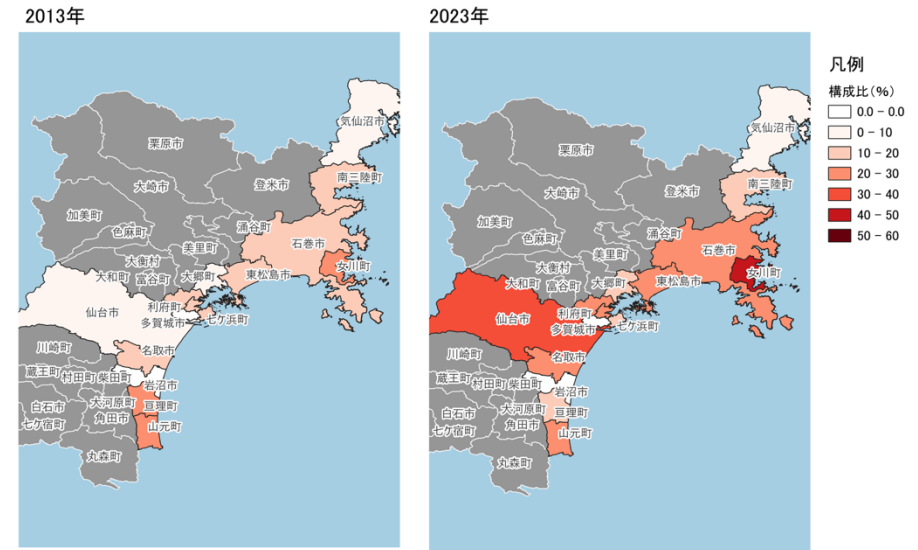 2013年
気仙沼市
栗原市
南三陸町
登米市
大崎市
加美町
涌谷町
色麻町
石巻市
美里町
大衡村
女川町
大和町
大郷町
東松島市
富谷町
利府町
仙台市
七ケ浜町
多賀城市
名取市
川崎町
蔵王町
村田町
柴田町
岩沼市
大河原町
亘理町
白石市
角田市
七ケ宿町
山元町
丸森町
2023年
気仙沼市
栗原市
南三陸町
登米市
大崎市
加美町
涌谷町
色麻町
石巻市
美里町
大衡村
女川町
大和町
大郷町
東松島市
富谷町
利府町
仙台市
七ケ浜町
多賀城市
名取市
川崎町
蔵王町
村田町
柴田町
岩沼市
大河原町
亘理町
白石市
角田市
七ケ宿町
山元町
丸森町
凡例
構成比(%)
0.0 - 0.0
0 - 10
10 - 20
20 - 30
30 - 40
40 - 50
50 - 60